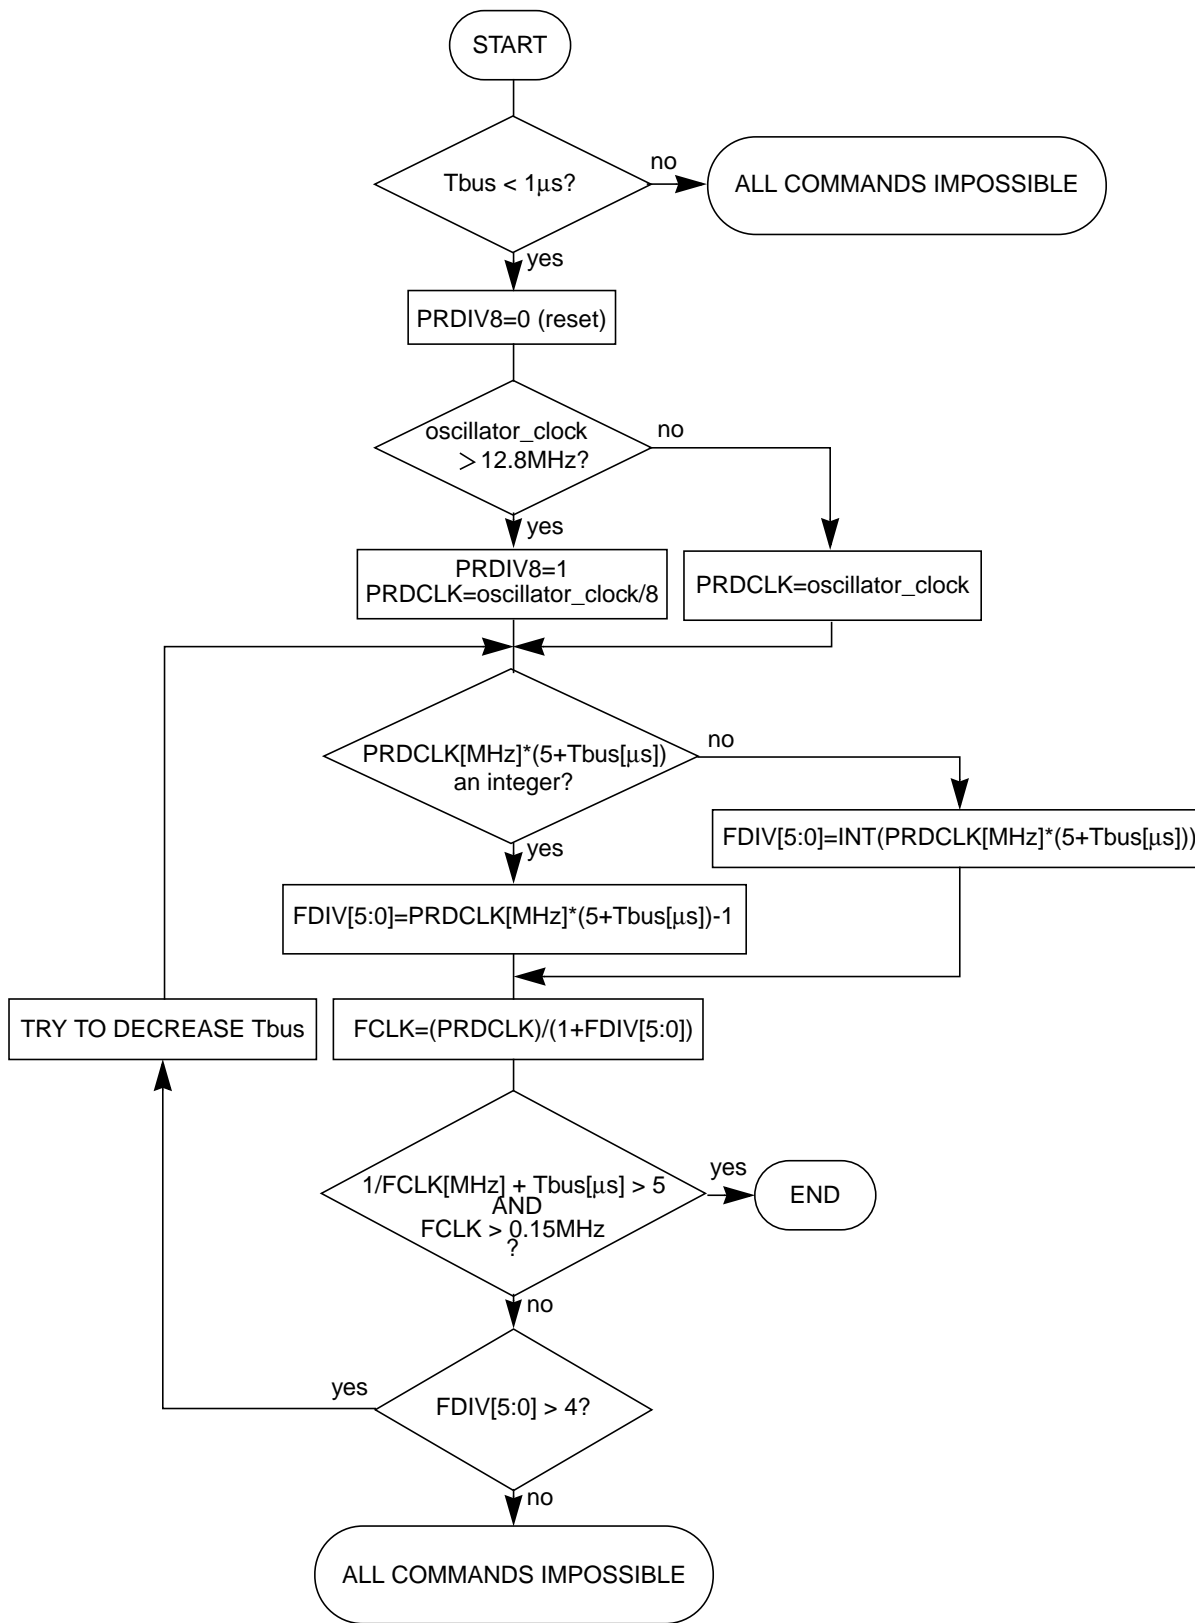 START
Tbus < 1μs?
no
ALL COMMANDS IMPOSSIBLE
yes
PRDIV8=0 (reset)
oscillator_clock
> 12.8MHz?
no
yes
PRDIV8=1
PRDCLK=oscillator_clock/8
PRDCLK=oscillator_clock
PRDCLK[MHz]*(5+Tbus[μs])
an integer?
no
yes
FDIV[5:0]=INT(PRDCLK[MHz]*(5+Tbus[μs]))
FDIV[5:0]=PRDCLK[MHz]*(5+Tbus[μs])-1
TRY TO DECREASE Tbus
FCLK=(PRDCLK)/(1+FDIV[5:0])
1/FCLK[MHz] + Tbus[μs] > 5
AND
FCLK > 0.15MHz
?
yes
END
no
yes
FDIV[5:0] > 4?
no
ALL COMMANDS IMPOSSIBLE